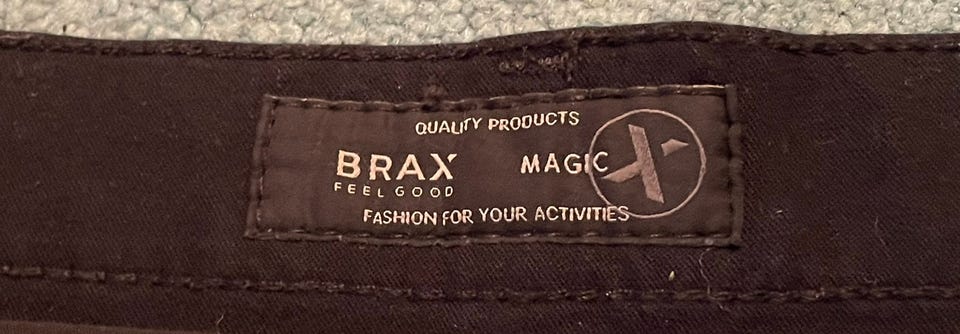 QUALITY PRODUCTS
BRAX MAGIC X
FEEL GOOD
FASHION FOR YOUR ACTIVITIES